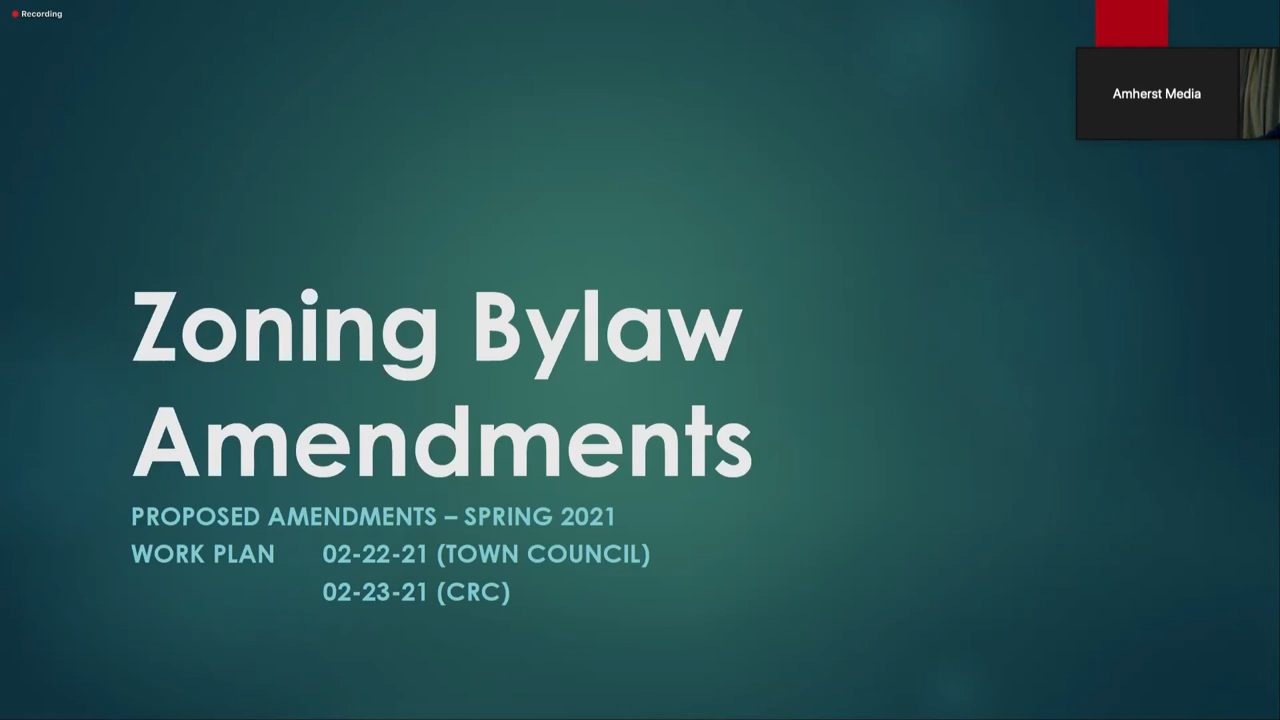 Recording
Amherst Media
Zoning Bylaw
Amendments
PROPOSED AMENDMENTS – SPRING 2021
WORK PLAN 02-22-21 (TOWN COUNCIL)
02-23-21 (CRC)